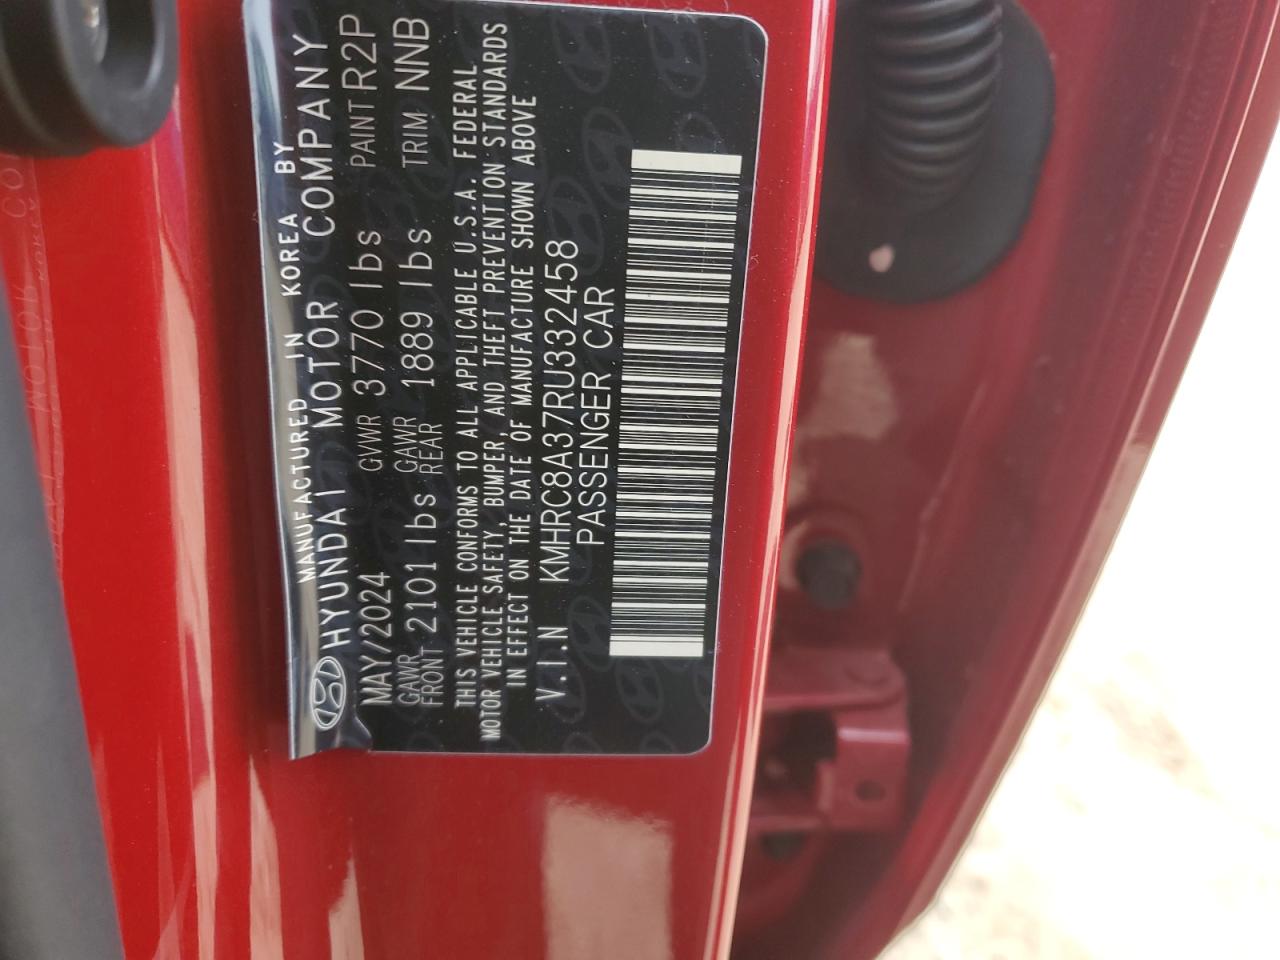 MANUFACTURED IN KOREA BY
HYUNDAI MOTOR COMPANY
MAY/2024 GVWR 3770 lbs PAINT R2P
GAWR FRONT 2101 lbs GAWR REAR 1889 lbs TRIM NNB
THIS VEHICLE CONFORMS TO ALL APPLICABLE U.S.A. FEDERAL
MOTOR VEHICLE SAFETY, BUMPER, AND THEFT PREVENTION STANDARDS
IN EFFECT ON THE DATE OF MANUFACTURE SHOWN ABOVE
V.I.N KMHRC8A37RU332458
PASSENGER CAR